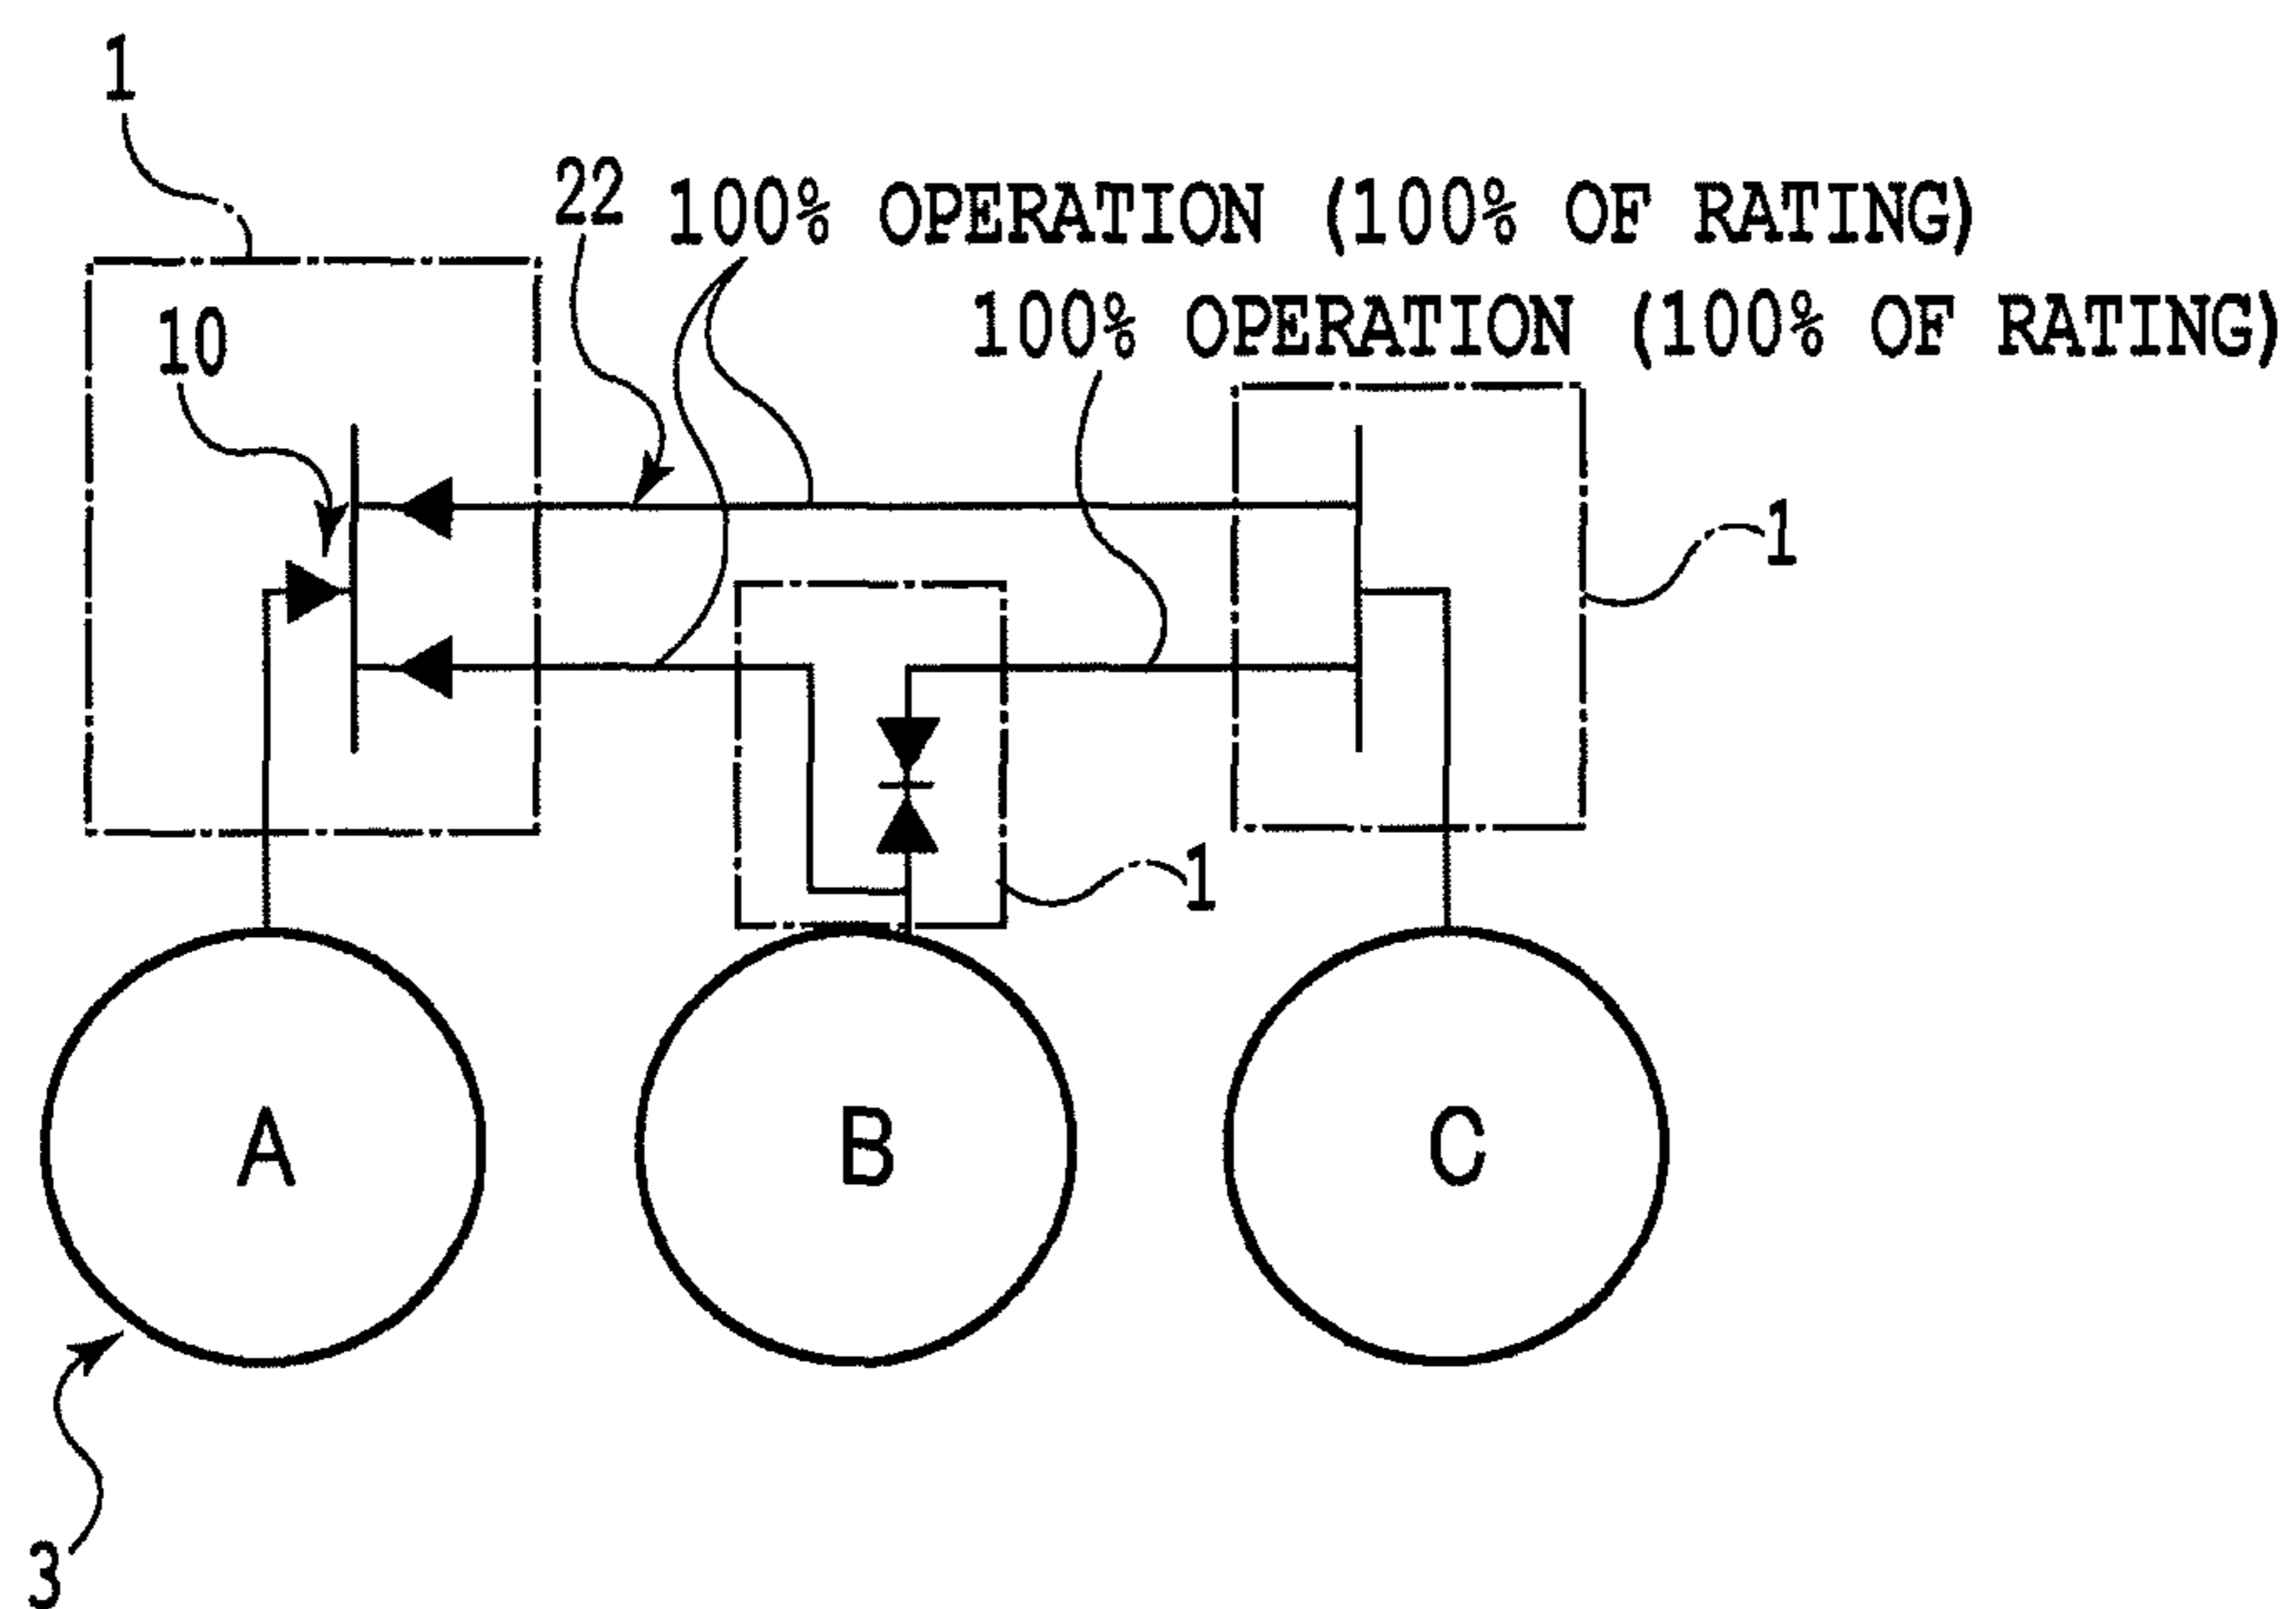 1
22
100% OPERATION (100% OF RATING)
100% OPERATION (100% OF RATING)
10
1
1
A
B
C
3